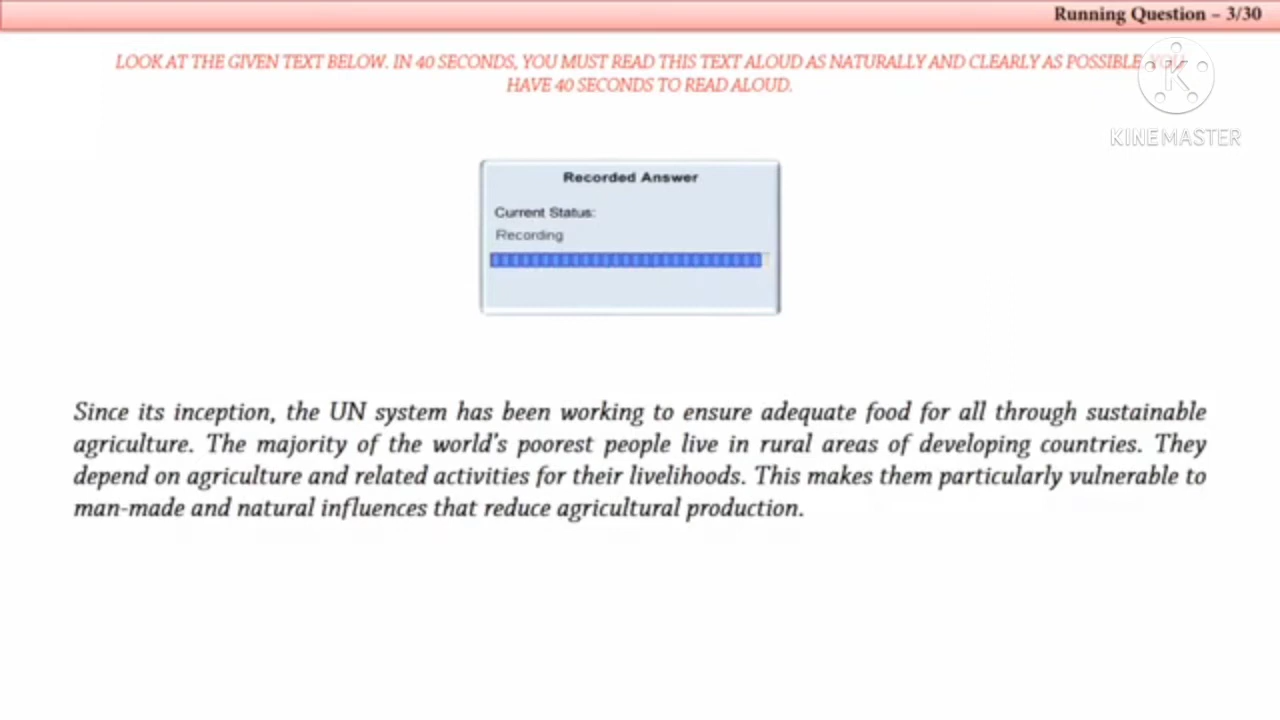 Running Question – 3/30
LOOK AT THE GIVEN TEXT BELOW. IN 40 SECONDS, YOU MUST READ THIS TEXT ALOUD AS NATURALLY AND CLEARLY AS POSSIBLE. YOU
HAVE 40 SECONDS TO READ ALOUD.
K
KINEMASTER
Recorded Answer
Current Status:
Recording
Since its inception, the UN system has been working to ensure adequate food for all through sustainable
agriculture. The majority of the world's poorest people live in rural areas of developing countries. They
depend on agriculture and related activities for their livelihoods. This makes them particularly vulnerable to
man-made and natural influences that reduce agricultural production.